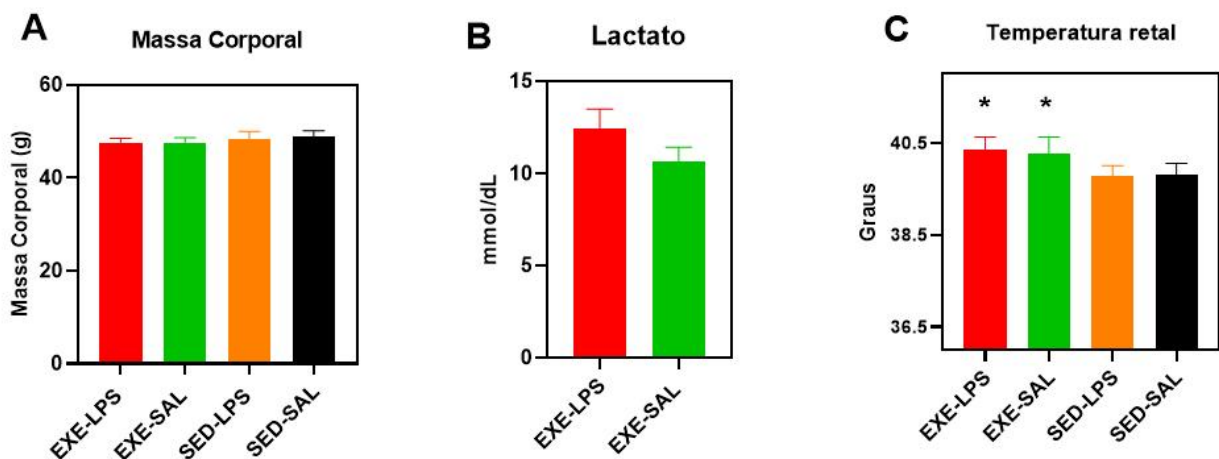 A
Massa Corporal
Massa Corporal (g)
60
40
20
0
EXE-LPS
EXE-SAL
SED-LPS
SED-SAL
B
Lactato
mmol/dL
15
10
5
0
EXE-LPS
EXE-SAL
C
Temperatura retal
Graus
40.5
38.5
36.5
* *
EXE-LPS
EXE-SAL
SED-LPS
SED-SAL